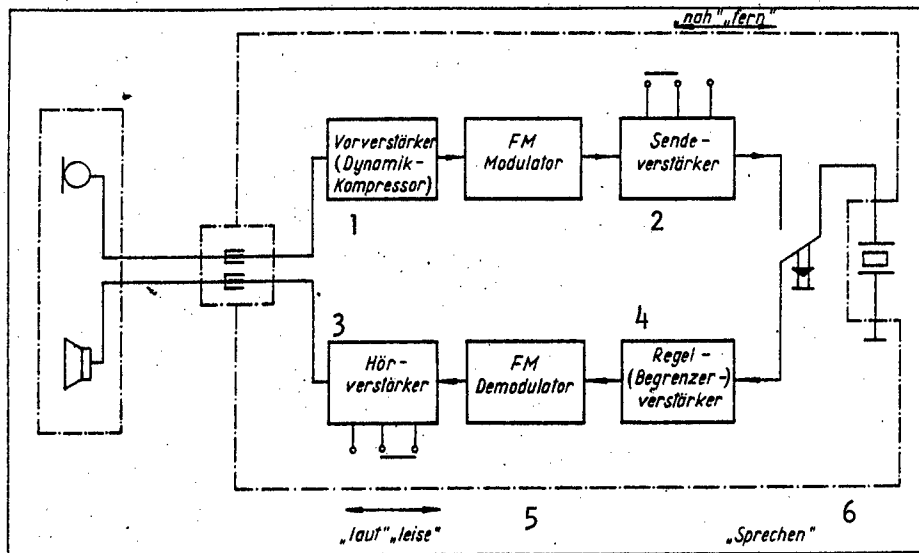 „nah" „fern"
Vorverstärker
(Dynamik-
Kompressor)
FM
Modulator
Sende-
verstärker
1
2
3
4
Hör-
verstärker
FM
Demodulator
Regel-
(Begrenzer-)
verstärker
„laut" „leise"
5
„Sprechen"
6